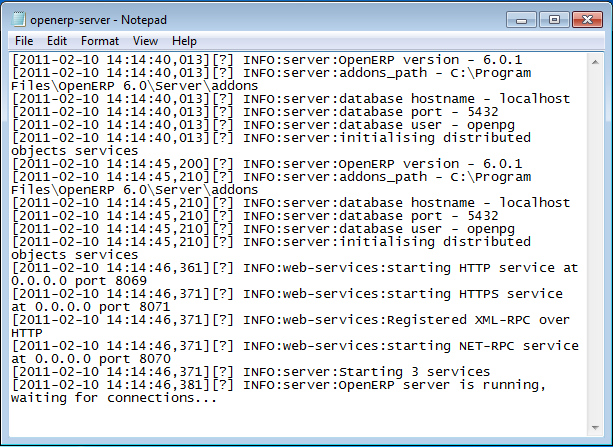 openerp-server - Notepad
File Edit Format View Help
[2011-02-10 14:14:40,013][?] INFO:server:OpenERP version - 6.0.1
[2011-02-10 14:14:40,013][?] INFO:server:addons_path - C:\Program
Files\OpenERP 6.0\Server\addons
[2011-02-10 14:14:40,013][?] INFO:server:database hostname - localhost
[2011-02-10 14:14:40,013][?] INFO:server:database port - 5432
[2011-02-10 14:14:40,013][?] INFO:server:database user - openpg
[2011-02-10 14:14:40,013][?] INFO:server:initialising distributed
objects services
[2011-02-10 14:14:45,200][?] INFO:server:OpenERP version - 6.0.1
[2011-02-10 14:14:45,210][?] INFO:server:addons_path - C:\Program
Files\OpenERP 6.0\Server\addons
[2011-02-10 14:14:45,210][?] INFO:server:database hostname - localhost
[2011-02-10 14:14:45,210][?] INFO:server:database port - 5432
[2011-02-10 14:14:45,210][?] INFO:server:database user - openpg
[2011-02-10 14:14:45,210][?] INFO:server:initialising distributed
objects services
[2011-02-10 14:14:46,361][?] INFO:web-services:starting HTTP service at
0.0.0.0 port 8069
[2011-02-10 14:14:46,371][?] INFO:web-services:starting HTTPS service
at 0.0.0.0 port 8071
[2011-02-10 14:14:46,371][?] INFO:web-services:Registered XML-RPC over
HTTP
[2011-02-10 14:14:46,371][?] INFO:web-services:starting NET-RPC service
at 0.0.0.0 port 8070
[2011-02-10 14:14:46,371][?] INFO:server:Starting 3 services
[2011-02-10 14:14:46,381][?] INFO:server:OpenERP server is running,
waiting for connections...